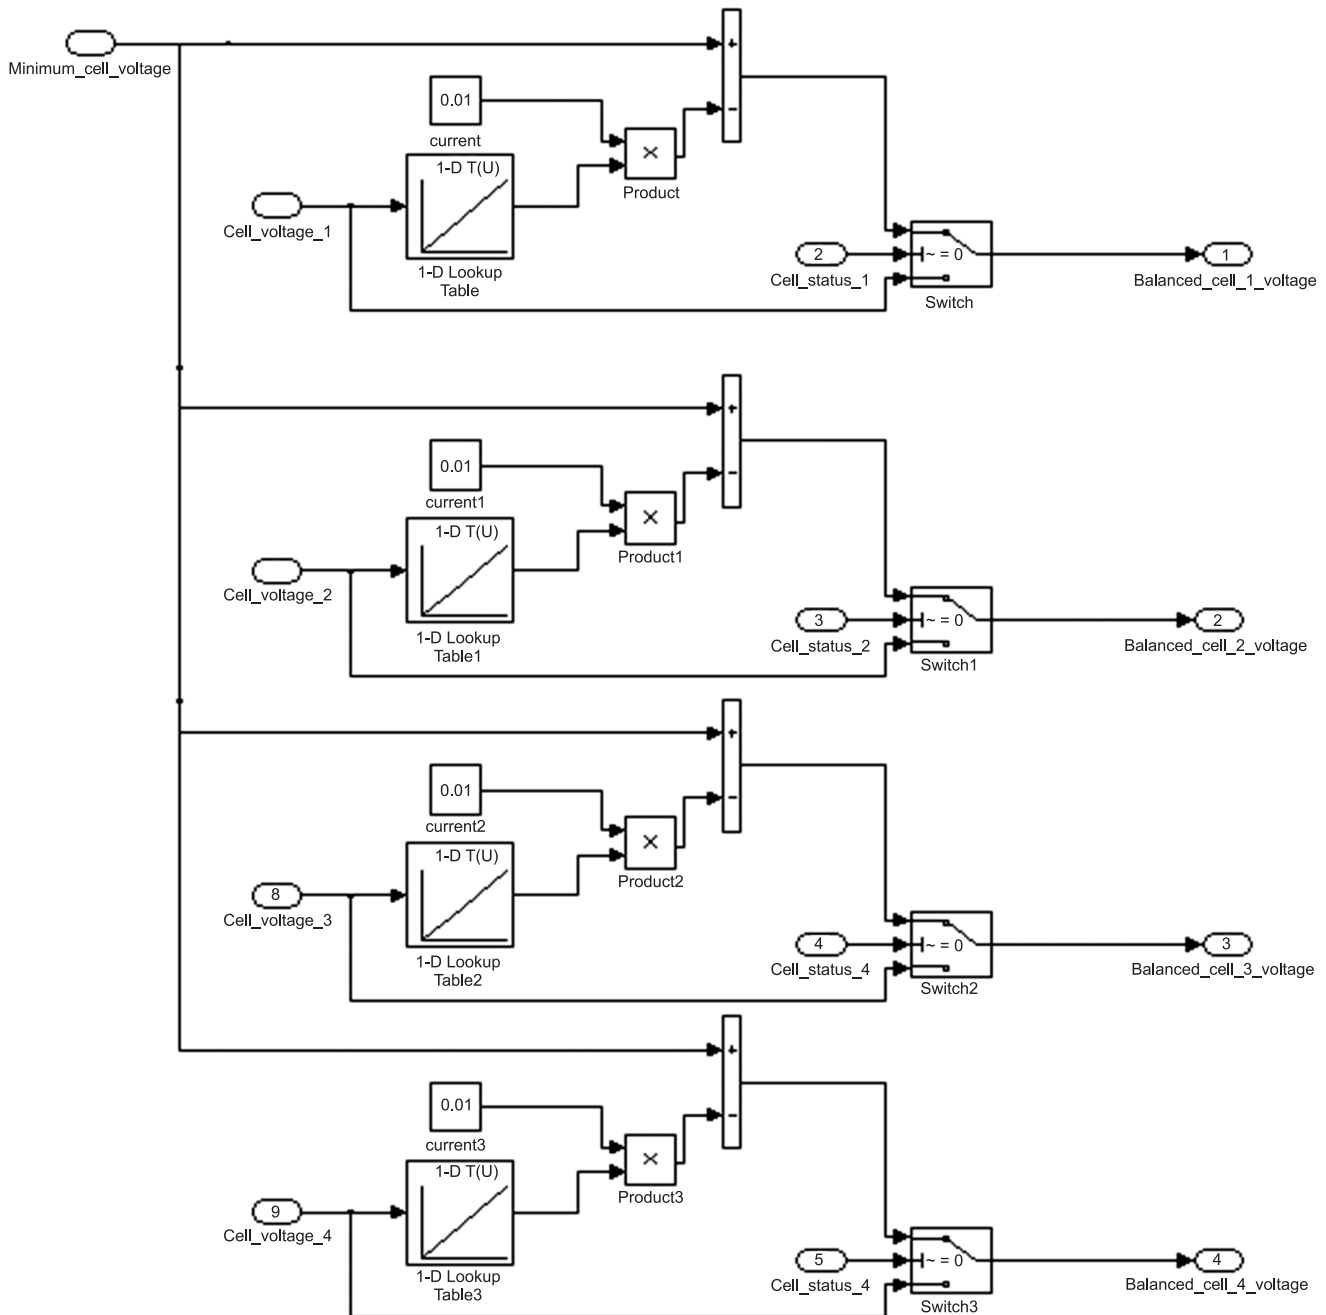 Minimum_cell_voltage
+
0.01
current
−
×
Product
1-D T(U)
Cell_voltage_1
1-D Lookup
Table
2
Cell_status_1
~ = 0
Switch
1
Balanced_cell_1_voltage
+
0.01
current1
−
×
Product1
1-D T(U)
Cell_voltage_2
1-D Lookup
Table1
3
Cell_status_2
~ = 0
Switch1
2
Balanced_cell_2_voltage
+
0.01
current2
−
×
Product2
1-D T(U)
8
Cell_voltage_3
1-D Lookup
Table2
4
Cell_status_4
~ = 0
Switch2
3
Balanced_cell_3_voltage
+
0.01
current3
−
×
Product3
1-D T(U)
9
Cell_voltage_4
1-D Lookup
Table3
5
Cell_status_4
~ = 0
Switch3
4
Balanced_cell_4_voltage